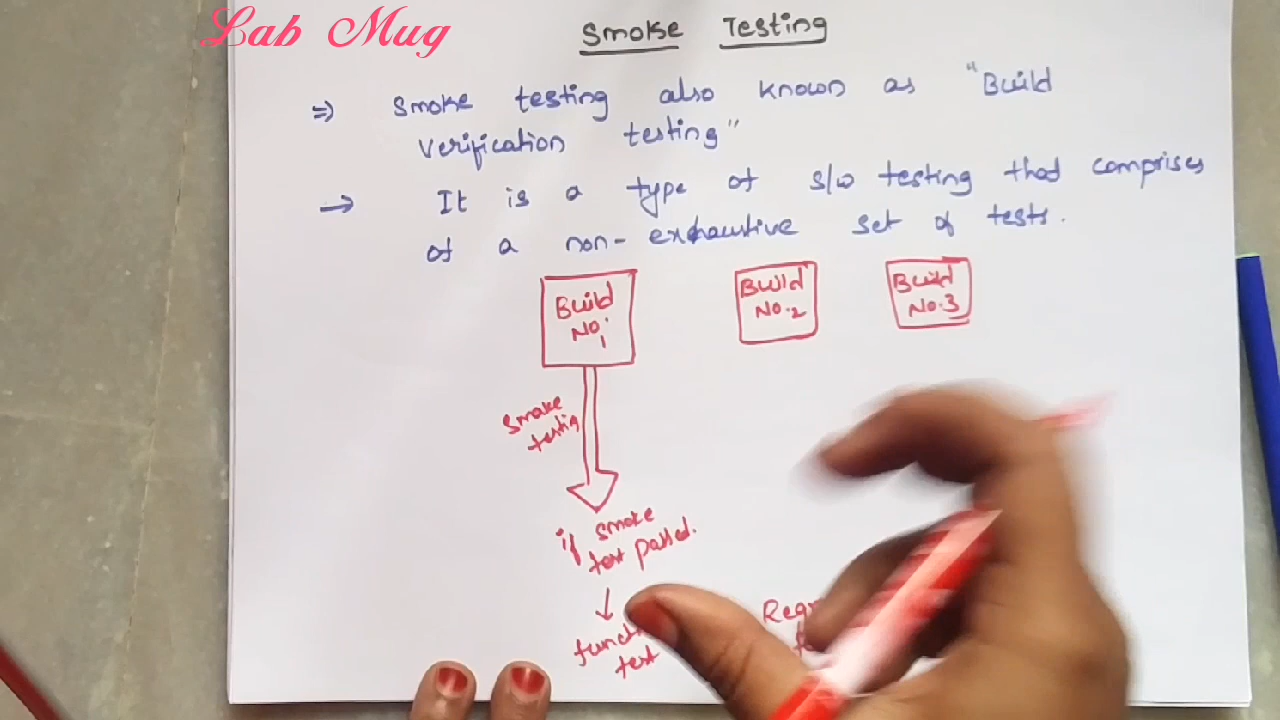 Lab Mug
Smoke Testing
⇒ Smoke testing also known as "Build
verification testing"
→ It is a type of s/w testing that comprises
of a non-exhaustive set of tests.
Build
No.
1
Build
No.2
Build
No.3
Smoke
testig
if smoke
test passed.
↓
test